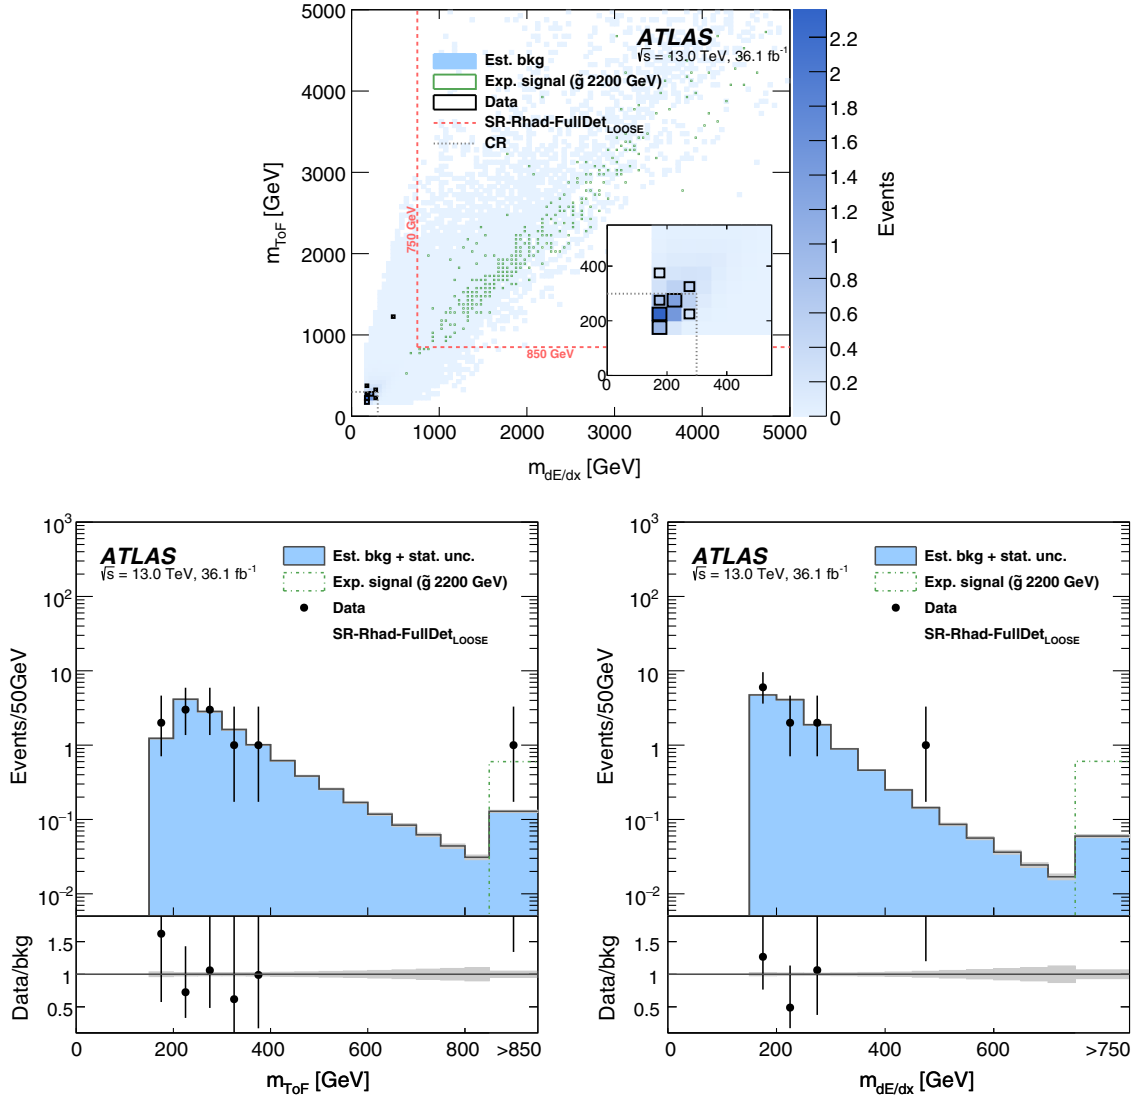 5000
4000
3000
2000
1000
0
m_ToF [GeV]
ATLAS
√s = 13.0 TeV, 36.1 fb⁻¹
Est. bkg
Exp. signal (g̃ 2200 GeV)
Data
SR-Rhad-FullDet_LOOSE
CR
750 GeV
850 GeV
400
200
0
0 200 400
0 1000 2000 3000 4000 5000
m_dE/dx [GeV]
2.2
2
1.8
1.6
1.4
1.2
1
0.8
0.6
0.4
0.2
0
Events
10³
10²
10
1
10⁻¹
10⁻²
Events/50GeV
ATLAS
√s = 13.0 TeV, 36.1 fb⁻¹
Est. bkg + stat. unc.
Exp. signal (g̃ 2200 GeV)
Data
SR-Rhad-FullDet_LOOSE
1.5
1
0.5
Data/bkg
0 200 400 600 800 >850
m_ToF [GeV]
10³
10²
10
1
10⁻¹
10⁻²
Events/50GeV
ATLAS
√s = 13.0 TeV, 36.1 fb⁻¹
Est. bkg + stat. unc.
Exp. signal (g̃ 2200 GeV)
Data
SR-Rhad-FullDet_LOOSE
1.5
1
0.5
Data/bkg
0 200 400 600 >750
m_dE/dx [GeV]